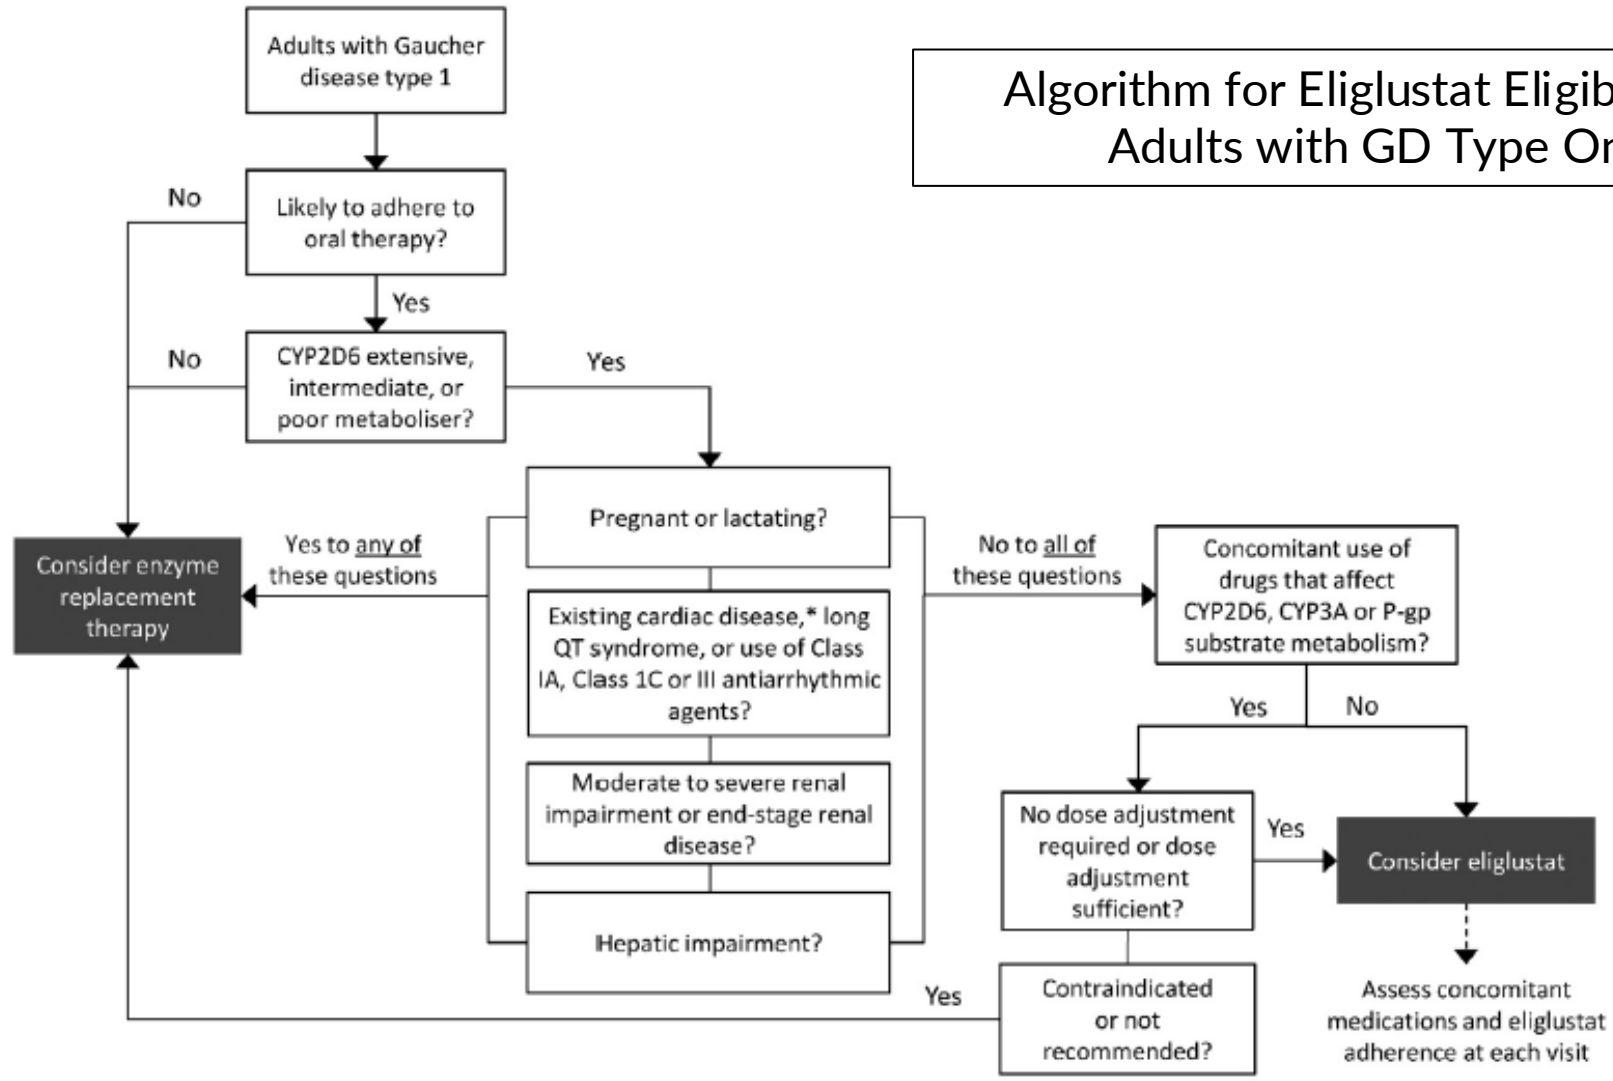 Adults with Gaucher
disease type 1
Algorithm for Eliglustat
Adults with GD Type
No
Likely to adhere to
oral therapy?
Yes
No
CYP2D6 extensive,
intermediate, or
poor metaboliser?
Yes
Pregnant or lactating?
Yes to any of
these questions
No to all of
these questions
Consider enzyme
replacement
therapy
Existing cardiac disease,* long
QT syndrome, or use of Class
IA, Class 1C or III antiarrhythmic
agents?
Concomitant use of
drugs that affect
CYP2D6, CYP3A or P-gp
substrate metabolism?
Yes
No
Moderate to severe renal
impairment or end-stage renal
disease?
No dose adjustment
required or dose
adjustment
sufficient?
Yes
Consider eliglustat
Hepatic impairment?
Yes
Contraindicated
or not
recommended?
Assess concomitant
medications and eliglustat
adherence at each visit